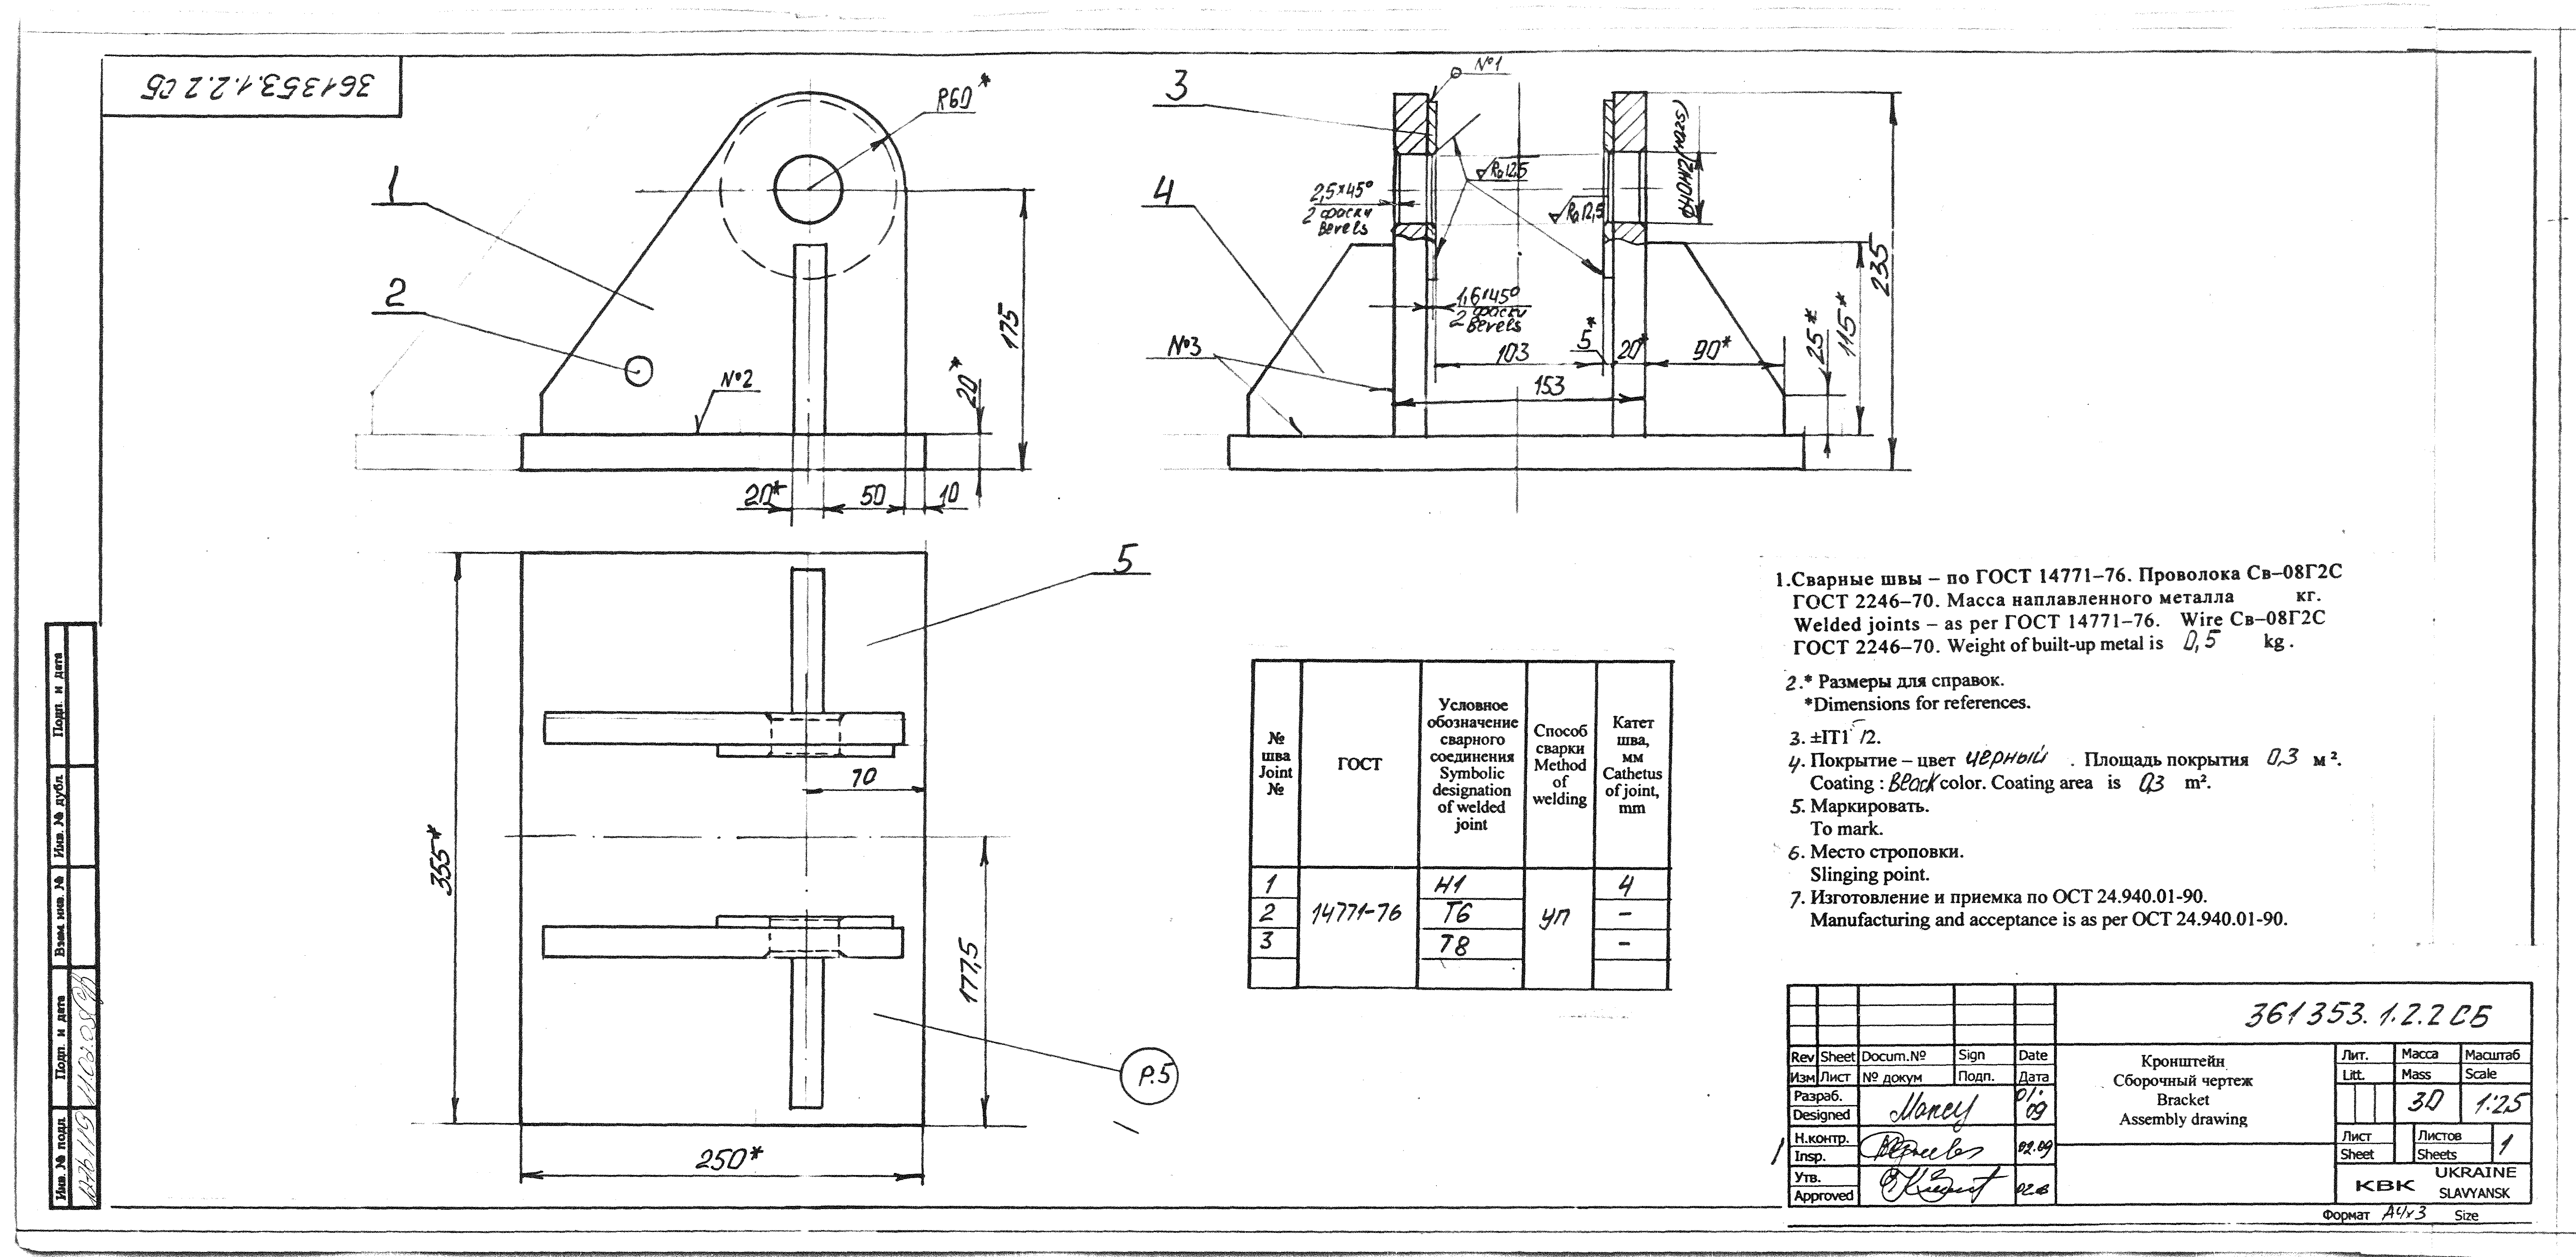 361353.1.2.2 СБ
1
2
R60*
№2
20*
175
20*
50
10
3
№1
4
2,5×45°
2 фаски
Bevels
Ra12,5
Ra12,5
ø40H12(
235
1,6×45°
2 фаски
Bevels
№3
103
5*
20*
90*
153
25*
115*
5
355*
70
177,5
250*
Р.5
№ шва Joint №
ГОСТ
Условное обозначение сварного соединения Symbolic designation of welded joint
Способ сварки Method of welding
Катет шва, мм Cathetus of joint, mm
1
14771-76
Н1
УП
4
2
Т6
–
3
Т8
–
1.Сварные швы – по ГОСТ 14771–76. Проволока Св–08Г2С
ГОСТ 2246–70. Масса наплавленного металла кг.
Welded joints – as per ГОСТ 14771–76. Wire Св–08Г2С
ГОСТ 2246–70. Weight of built-up metal is 0,5 kg.
2.* Размеры для справок.
*Dimensions for references.
3. ±IT1 /2.
4. Покрытие – цвет черный . Площадь покрытия 0,3 м².
Coating : Black color. Coating area is 0,3 m².
5. Маркировать.
To mark.
6. Место строповки.
Slinging point.
7. Изготовление и приемка по ОСТ 24.940.01-90.
Manufacturing and acceptance is as per ОСТ 24.940.01-90.
Подп. и дата
Инв. № дубл.
Взам. инв. №
Подп. и дата
Инв. № подл.
361353.1.2.2 СБ
Rev Sheet Docum.№ Sign Date
Изм Лист № докум Подп. Дата
Разраб.
Designed
01.
09
Н.контр.
Insp.
02.09
Утв.
Approved
Кронштейн
Сборочный чертеж
Bracket
Assembly drawing
Лит. Масса Масштаб
Litt. Mass Scale
30 1:2,5
Лист Листов 1
Sheet Sheets
КВК UKRAINE
SLAVYANSK
Формат А4×3 Size